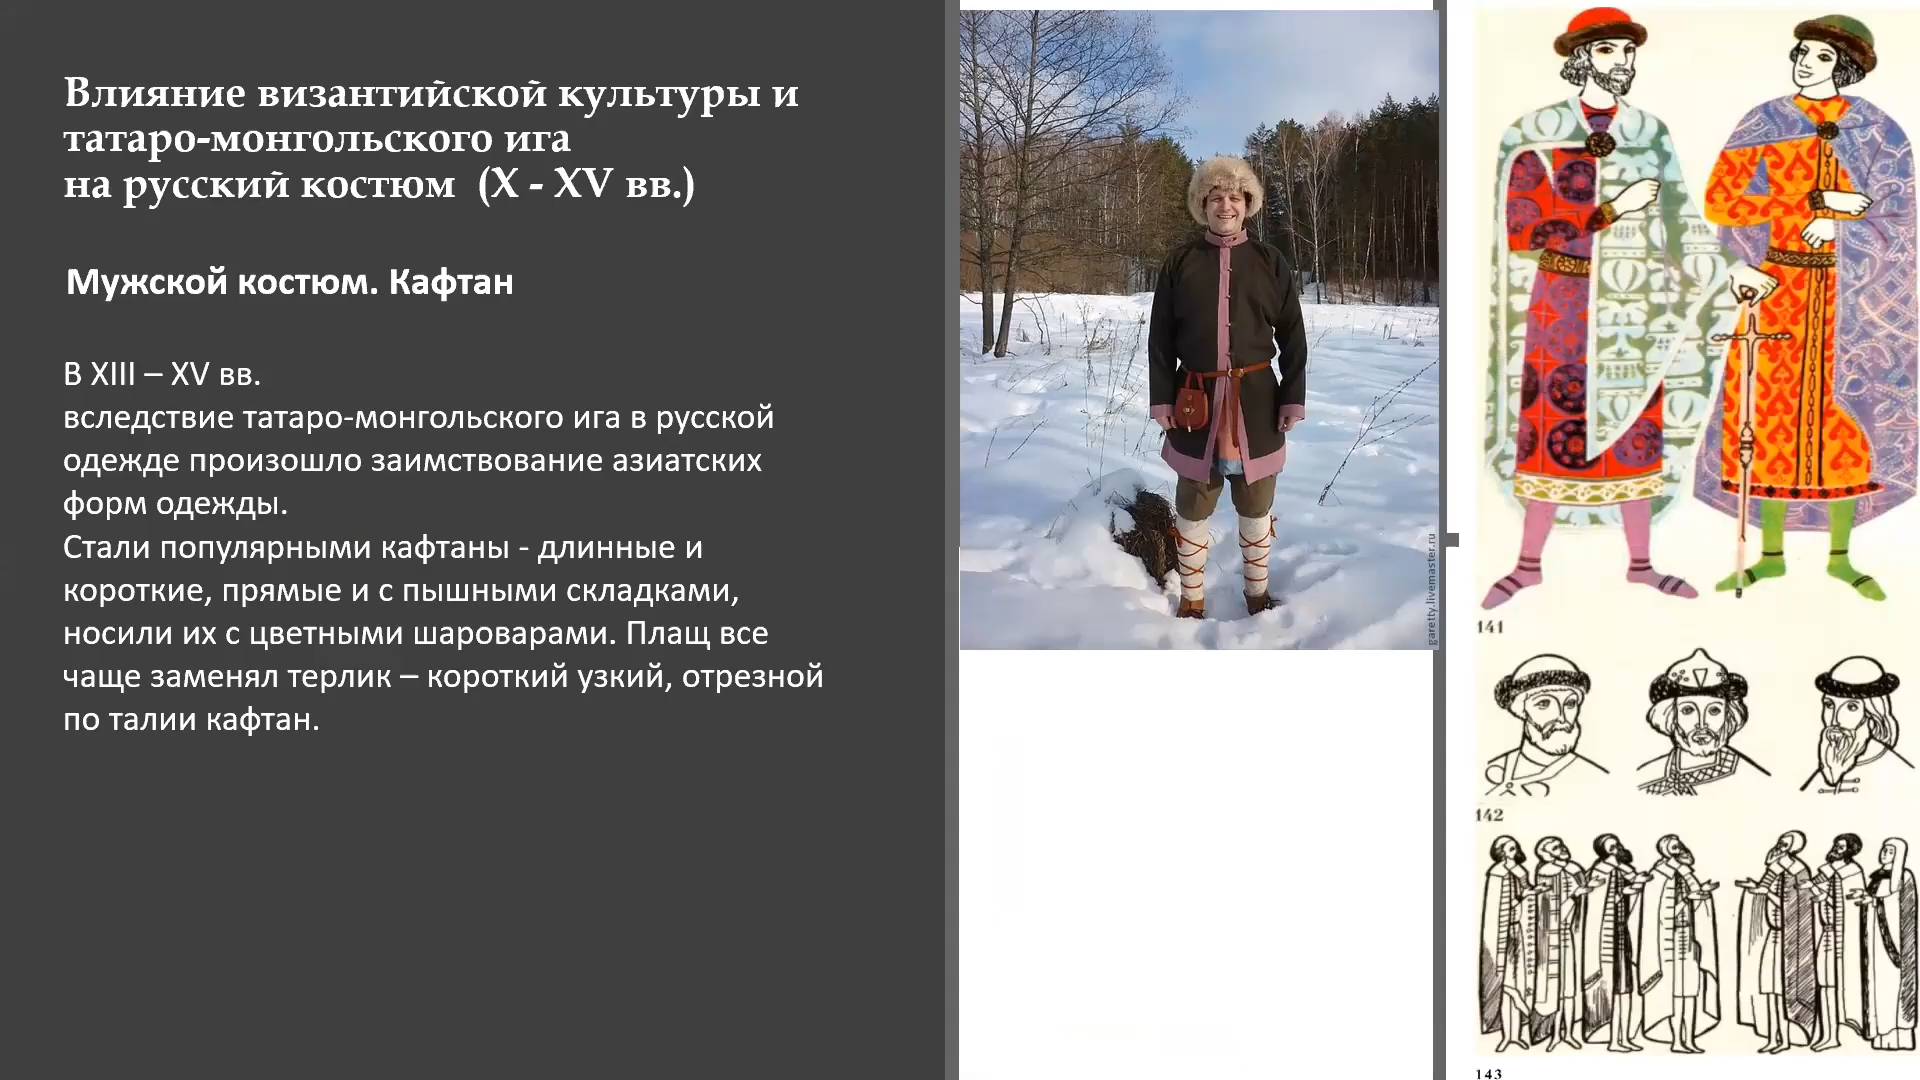 Влияние византийской культуры и
татаро-монгольского ига
на русский костюм (X - XV вв.)
Мужской костюм. Кафтан
В XIII – XV вв.
вследствие татаро-монгольского ига в русской
одежде произошло заимствование азиатских
форм одежды.
Стали популярными кафтаны - длинные и
короткие, прямые и с пышными складками,
носили их с цветными шароварами. Плащ все
чаще заменял терлик – короткий узкий, отрезной
по талии кафтан.
garetty.livemaster.ru
141
142
143